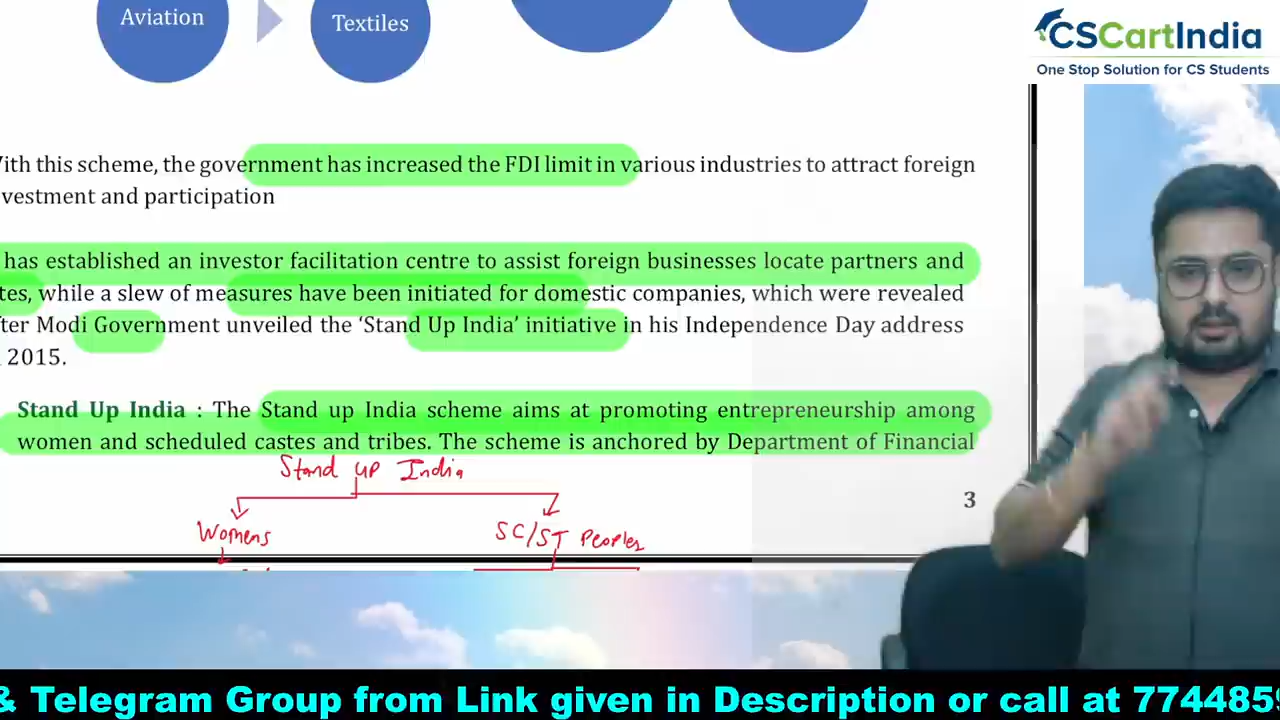 Aviation
Textiles
CSCartIndia
One Stop Solution for CS Students
ith this scheme, the government has increased the FDI limit in various industries to attract foreign
vestment and participation
has established an investor facilitation centre to assist foreign businesses locate partners and
tes, while a slew of measures have been initiated for domestic companies, which were revealed
ter Modi Government unveiled the ‘Stand Up India’ initiative in his Independence Day address
2015.
Stand Up India : The Stand up India scheme aims at promoting entrepreneurship among
women and scheduled castes and tribes. The scheme is anchored by Department of Financial
Stand up India
3
Womens
SC/ST Peoples
& Telegram Group from Link given in Description or call at 7744859